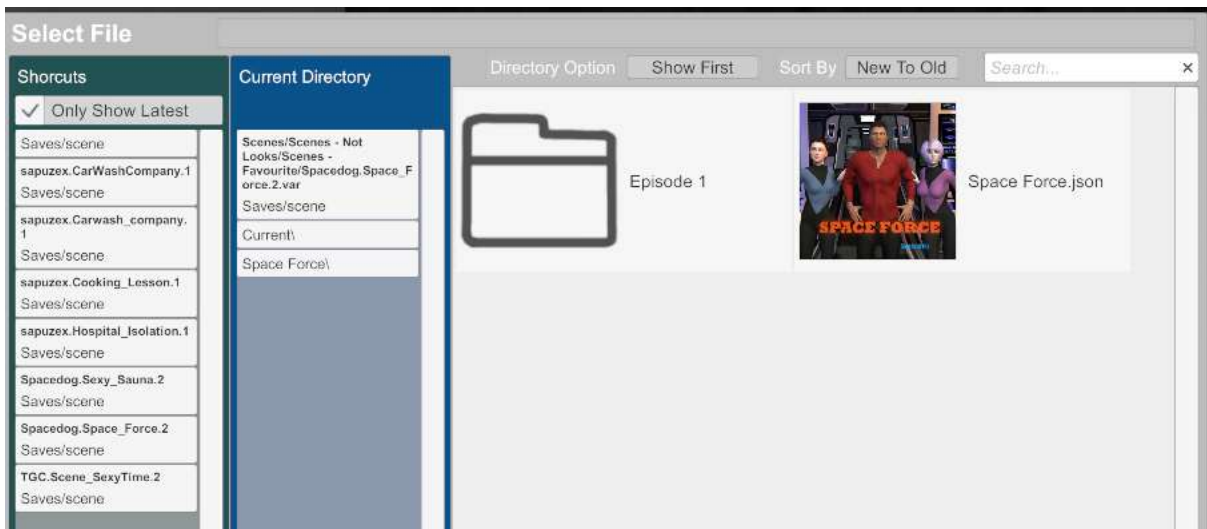 Select File
Shorcuts
Only Show Latest
Saves/scene
sapuzex.CarWashCompany.1
Saves/scene
sapuzex.Carwash_company.
1
Saves/scene
sapuzex.Cooking_Lesson.1
Saves/scene
sapuzex.Hospital_Isolation.1
Saves/scene
Spacedog.Sexy_Sauna.2
Saves/scene
Spacedog.Space_Force.2
Saves/scene
TGC.Scene_SexyTime.2
Saves/scene
Current Directory
Scenes/Scenes - Not
Looks/Scenes -
Favourite/Spacedog.Space_F
orce.2.var
Saves/scene
Current\
Space Force\
Directory Option Show First Sort By New To Old Search...
Episode 1
SPACE FORCE
Space Force.json